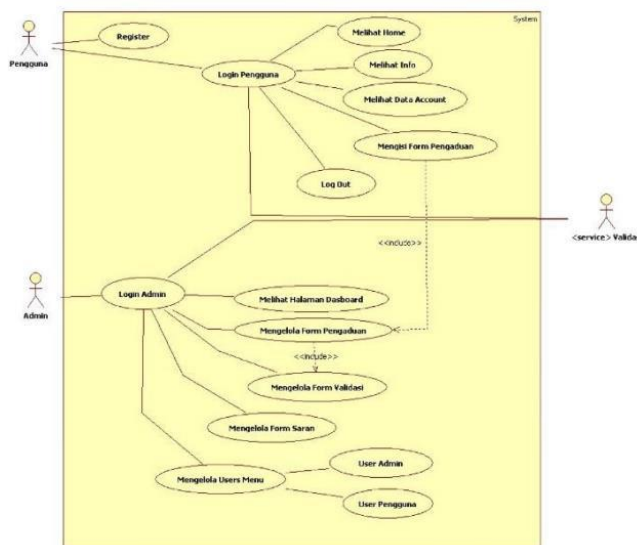 System
Register
Pengguna
Melihat Home
Melihat Info
Login Pengguna
Melihat Data Account
Mengisi Form Pengaduan
Log Out
<<include>>
<service> Valida
Login Admin
Admin
Melihat Halaman Dasboard
Mengelola Form Pengaduan
<<include>>
Mengelola Form Validasi
Mengelola Form Saran
User Admin
Mengelola Users Menu
User Pengguna